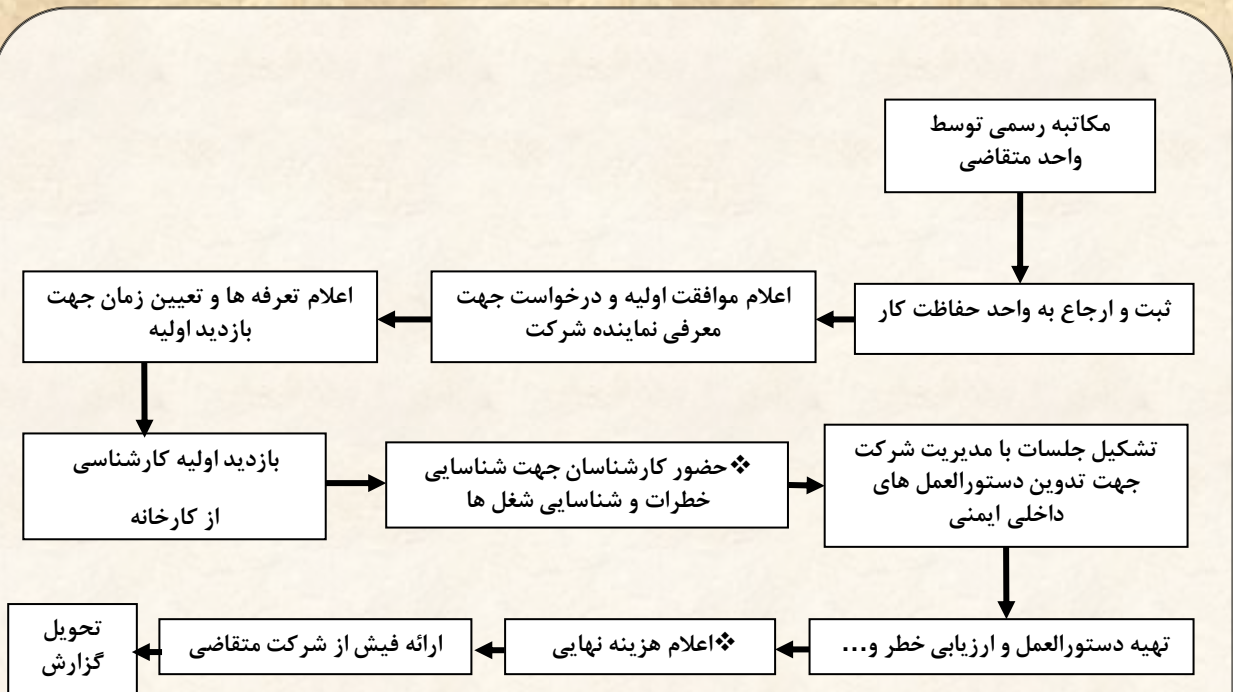 مکاتبه رسمی توسط
واحد متقاضی
ثبت و ارجاع به واحد حفاظت کار
اعلام موافقت اولیه و درخواست جهت
معرفی نماینده شرکت
اعلام تعرفه ها و تعیین زمان جهت
بازدید اولیه
بازدید اولیه کارشناسی
از کارخانه
❖حضور کارشناسان جهت شناسایی
خطرات و شناسایی شغل ها
تشکیل جلسات با مدیریت شرکت
جهت تدوین دستورالعمل های
داخلی ایمنی
تهیه دستورالعمل و ارزیابی خطر و...
❖اعلام هزینه نهایی
ارائه فیش از شرکت متقاضی
تحویل
گزارش